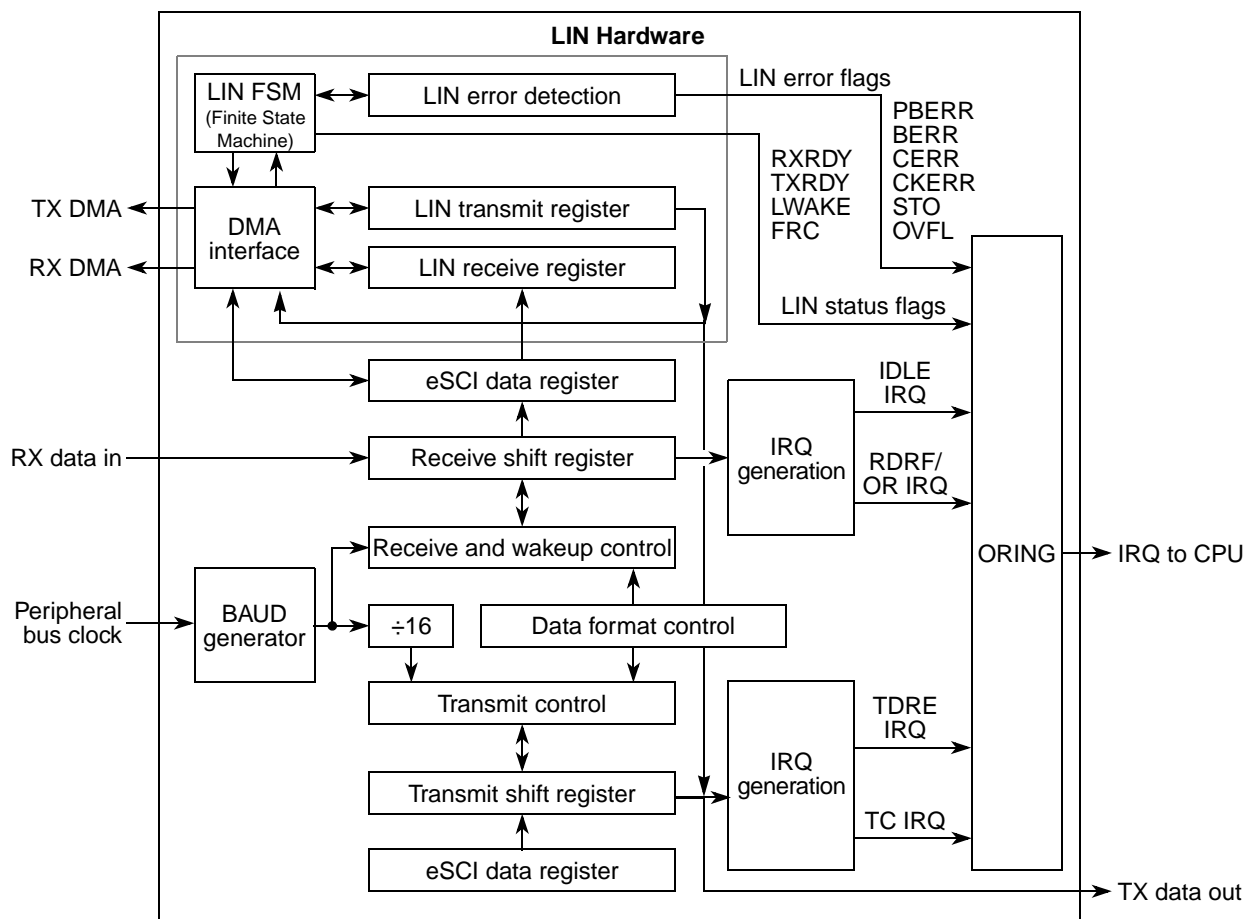 LIN Hardware
LIN FSM
(Finite State
Machine)
LIN error detection
LIN error flags
PBERR
BERR
CERR
CKERR
STO
OVFL
RXRDY
TXRDY
LWAKE
FRC
TX DMA
RX DMA
DMA
interface
LIN transmit register
LIN receive register
LIN status flags
eSCI data register
IDLE
IRQ
RX data in
Receive shift register
IRQ
generation
RDRF/
OR IRQ
Receive and wakeup control
ORING
IRQ to CPU
Peripheral
bus clock
BAUD
generator
÷16
Data format control
Transmit control
TDRE
IRQ
IRQ
generation
Transmit shift register
TC IRQ
eSCI data register
TX data out